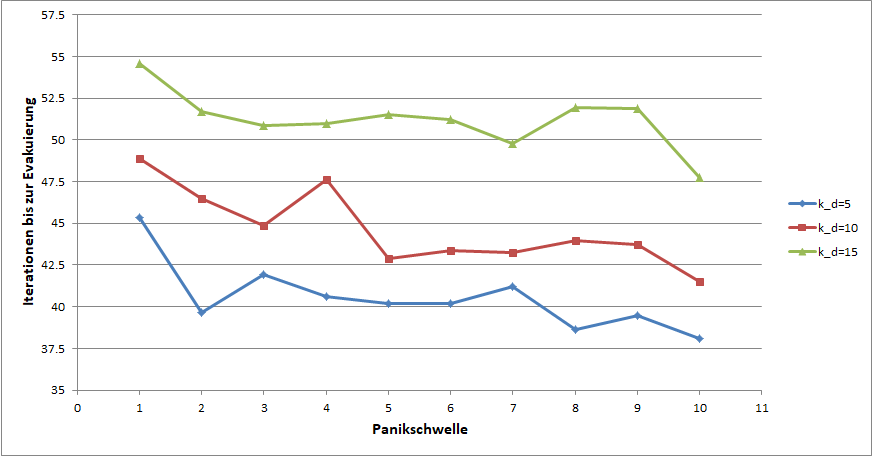 57.5
55
52.5
50
47.5
45
42.5
40
37.5
35
0 1 2 3 4 5 6 7 8 9 10 11
Iterationen bis zur Evakuierung
Panikschwelle
k_d=5
k_d=10
k_d=15